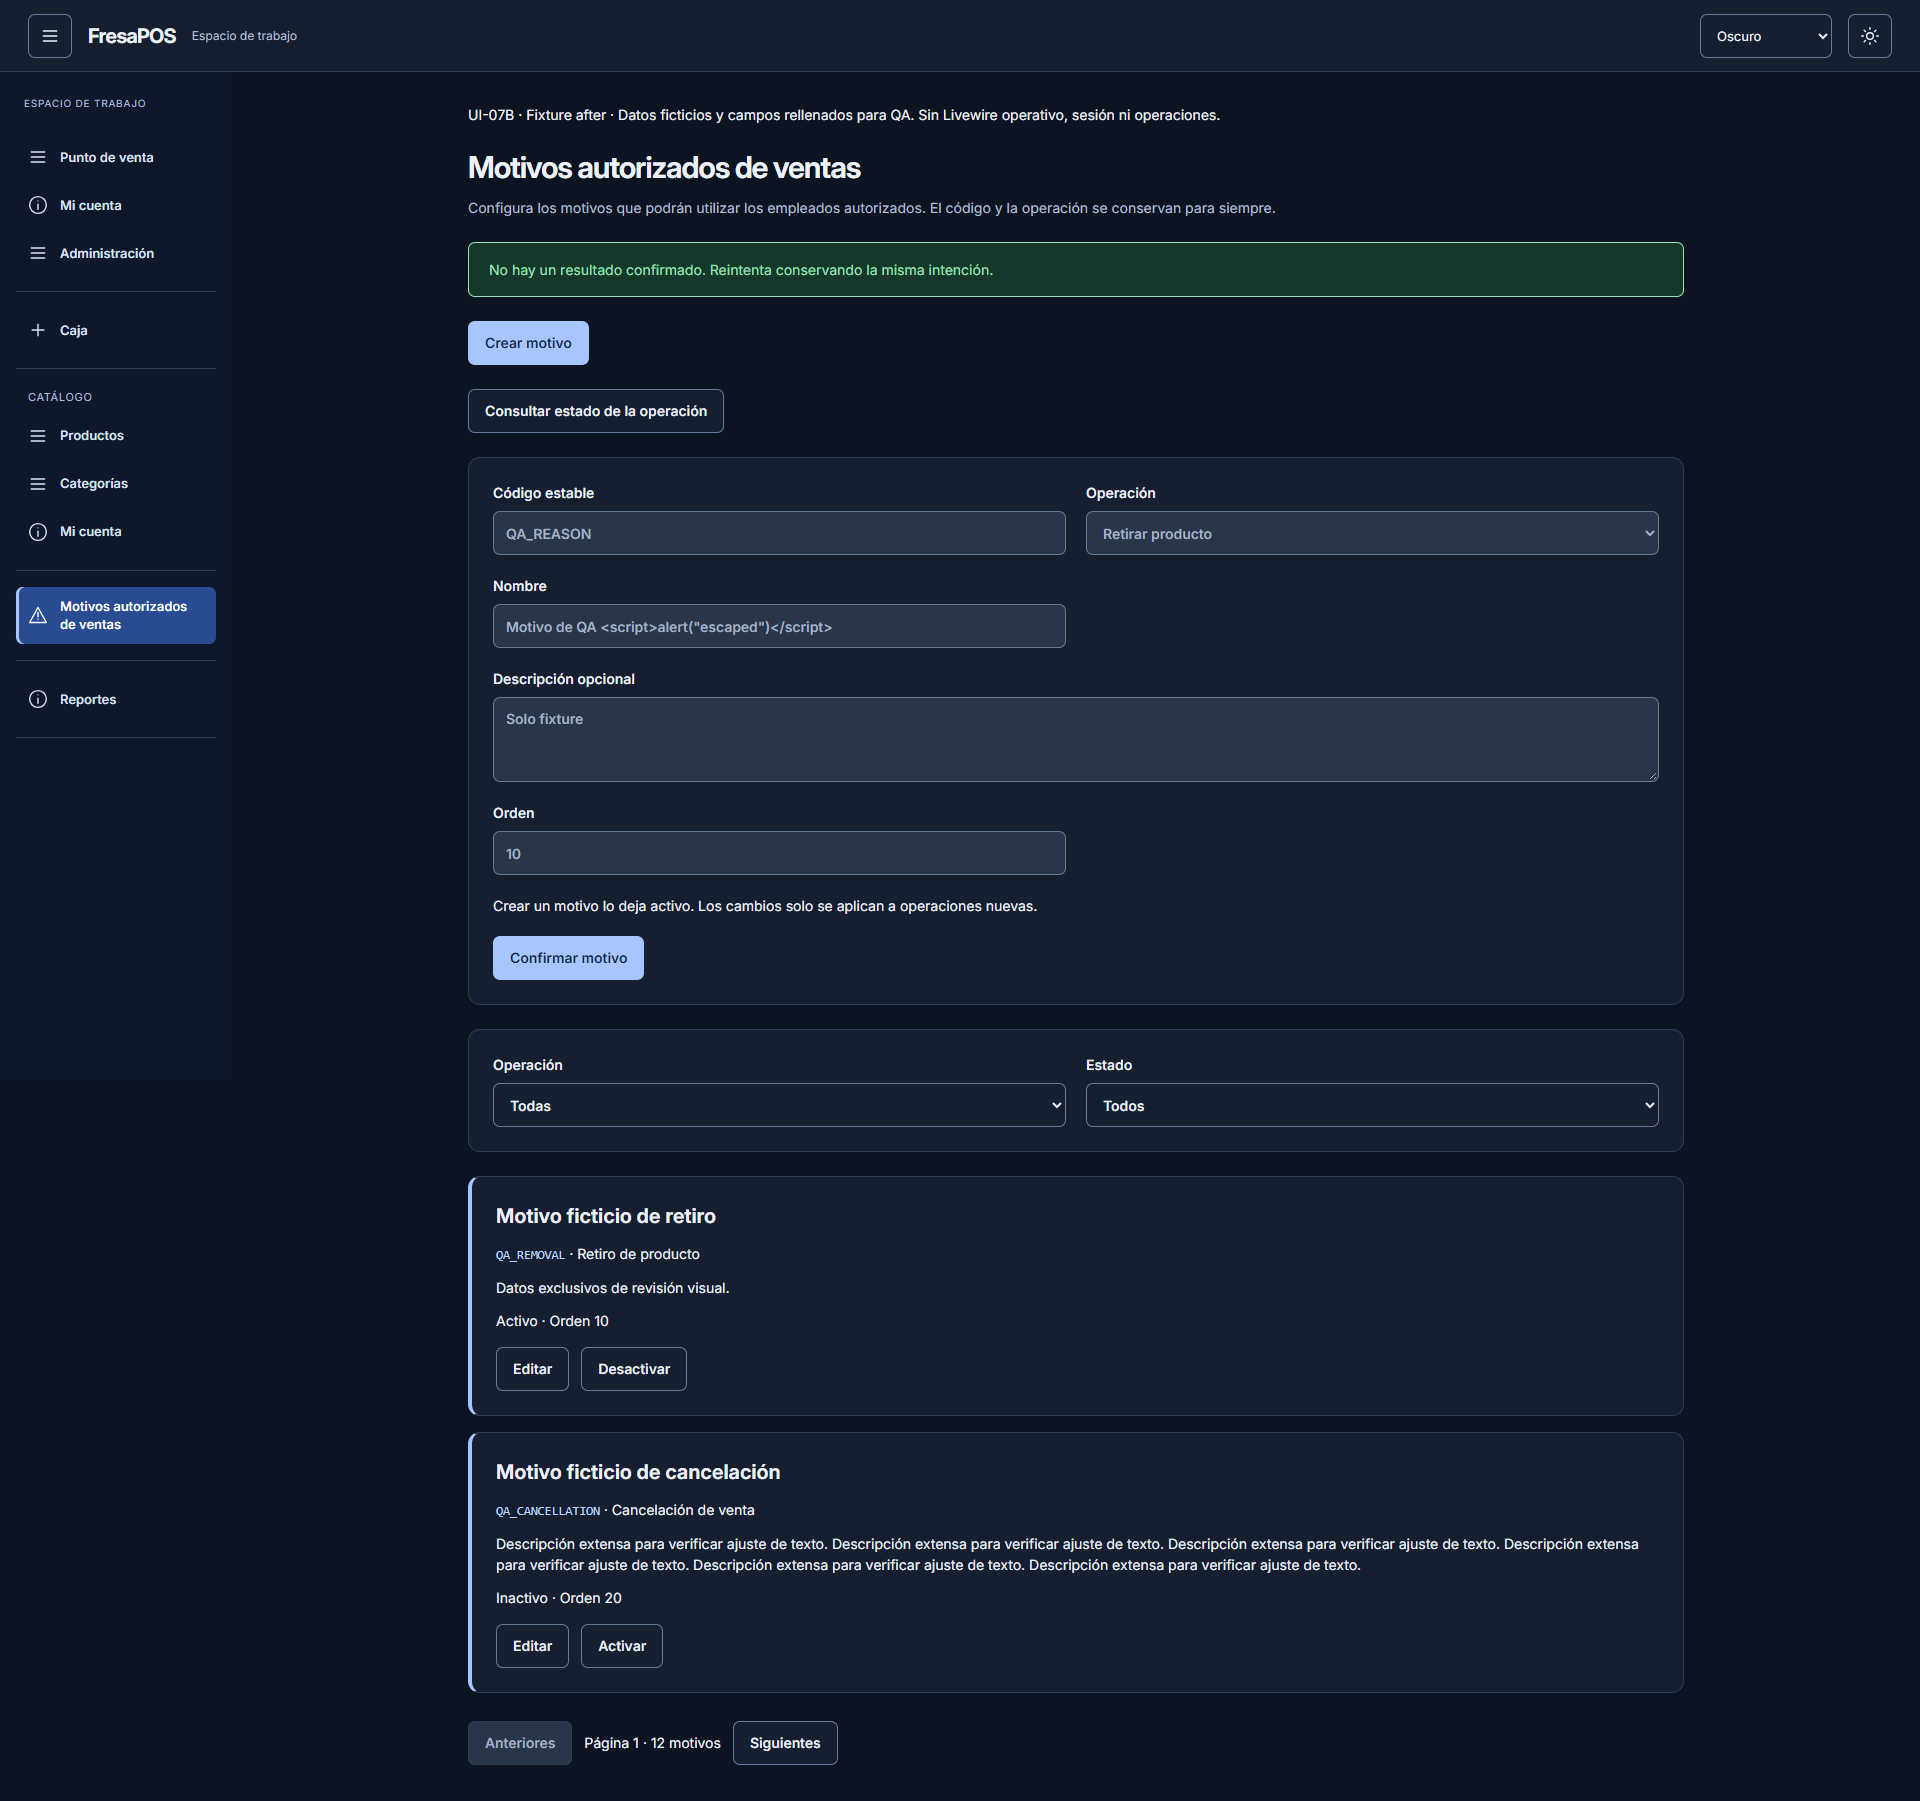 FresaPOS
Espacio de trabajo
Oscuro
ESPACIO DE TRABAJO
Punto de venta
Mi cuenta
Administración
Caja
CATÁLOGO
Productos
Categorías
Mi cuenta
Motivos autorizados
de ventas
Reportes
UI-07B · Fixture after · Datos ficticios y campos rellenados para QA. Sin Livewire operativo, sesión ni operaciones.
Motivos autorizados de ventas
Configura los motivos que podrán utilizar los empleados autorizados. El código y la operación se conservan para siempre.
No hay un resultado confirmado. Reintenta conservando la misma intención.
Crear motivo
Consultar estado de la operación
Código estable
QA_REASON
Operación
Retirar producto
Nombre
Motivo de QA <script>alert("escaped")</script>
Descripción opcional
Solo fixture
Orden
10
Crear un motivo lo deja activo. Los cambios solo se aplican a operaciones nuevas.
Confirmar motivo
Operación
Todas
Estado
Todos
Motivo ficticio de retiro
QA_REMOVAL · Retiro de producto
Datos exclusivos de revisión visual.
Activo · Orden 10
Editar
Desactivar
Motivo ficticio de cancelación
QA_CANCELLATION · Cancelación de venta
Descripción extensa para verificar ajuste de texto. Descripción extensa para verificar ajuste de texto. Descripción extensa para verificar ajuste de texto. Descripción extensa
para verificar ajuste de texto. Descripción extensa para verificar ajuste de texto. Descripción extensa para verificar ajuste de texto.
Inactivo · Orden 20
Editar
Activar
Anteriores
Página 1 · 12 motivos
Siguientes